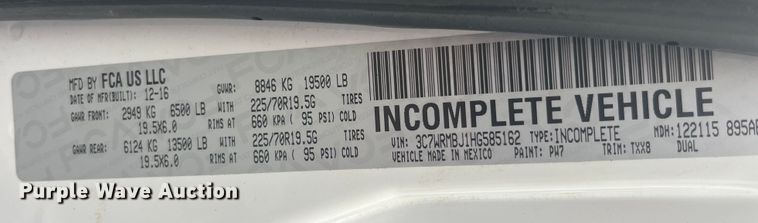 MFD BY FCA US LLC GVWR: 8846 KG 19500 LB
DATE OF MFR(BUILT): 12-16
GAWR FRONT: 2949 KG 6500 LB WITH 225/70R19.5G TIRES
19.5X6.0 RIMS AT 660 KPA ( 95 PSI) COLD
GAWR REAR: 6124 KG 13500 LB WITH 225/70R19.5G TIRES
19.5X6.0 RIMS AT 660 KPA ( 95 PSI) COLD
INCOMPLETE VEHICLE
VIN: 3C7WRMBJ1HG585162 TYPE: INCOMPLETE MDH: 122115 895AB
VEHICLE MADE IN MEXICO PAINT: PW7 TRIM: TXX8 DUAL
Purple Wave Auction